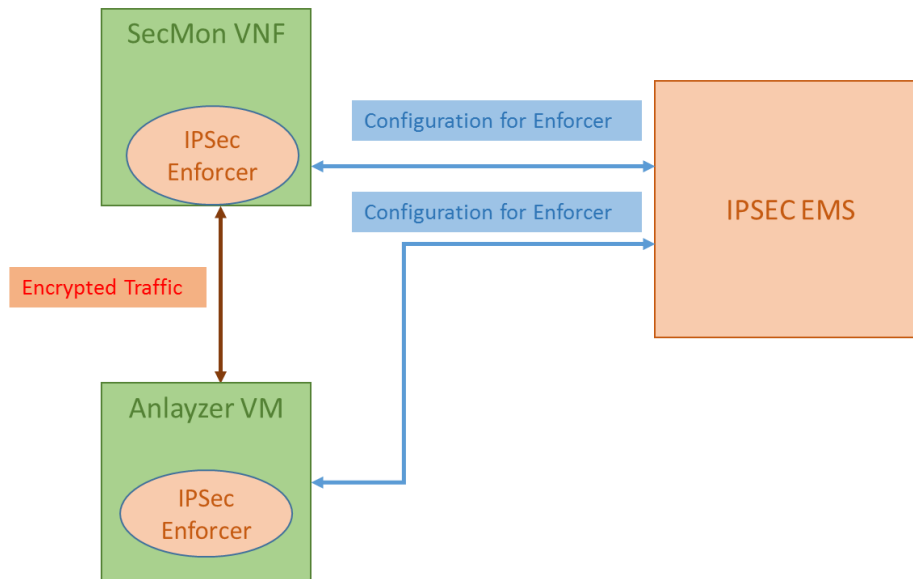 SecMon VNF
IPSec
Enforcer
Configuration for Enforcer
Configuration for Enforcer
IPSEC EMS
Encrypted Traffic
Anlayzer VM
IPSec
Enforcer